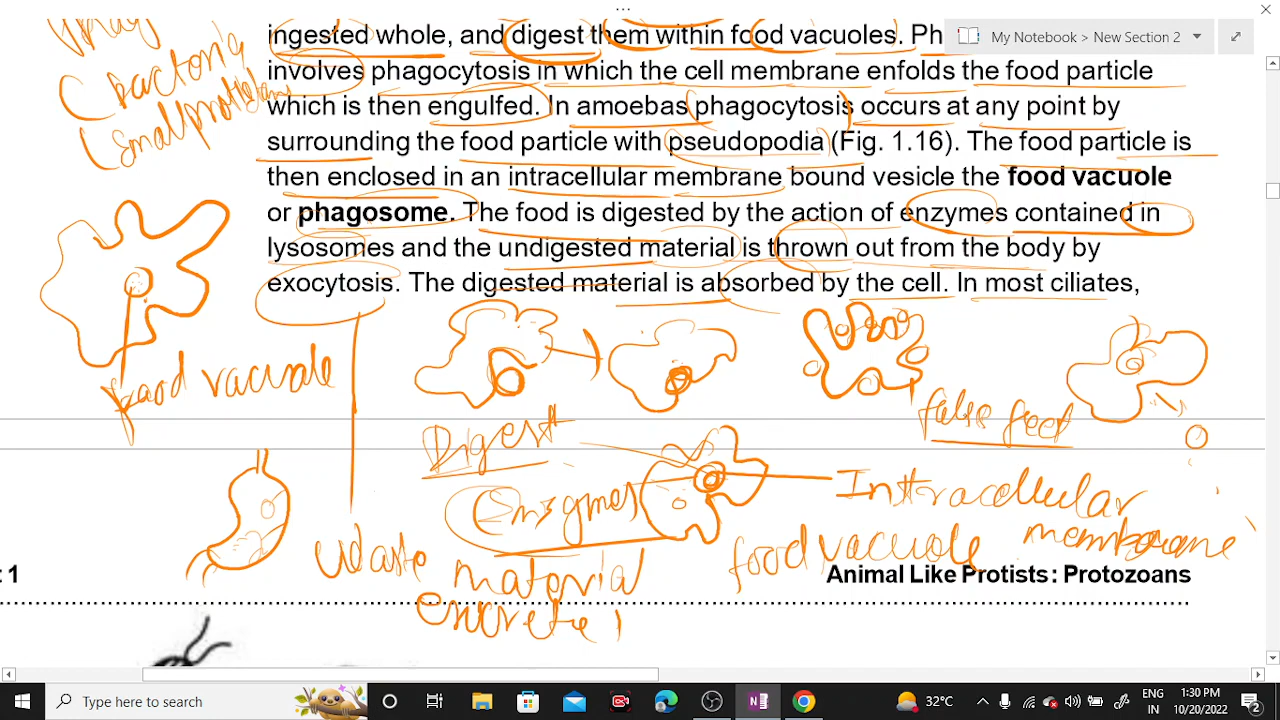 ingested whole, and digest them within food vacuoles. Ph
My Notebook > New Section 2
involves phagocytosis in which the cell membrane enfolds the food particle
which is then engulfed. In amoebas phagocytosis occurs at any point by
surrounding the food particle with pseudopodia (Fig. 1.16). The food particle is
then enclosed in an intracellular membrane bound vesicle the food vacuole
or phagosome. The food is digested by the action of enzymes contained in
lysosomes and the undigested material is thrown out from the body by
exocytosis. The digested material is absorbed by the cell. In most ciliates,
food vacuole
false feet
Digest
Enzymes
Inttracellular
membrane
food vacuole
Waste material
excrete
t 1
Animal Like Protists : Protozoans
Type here to search
32°C
ENG
IN
1:30 PM
10/20/2022
2